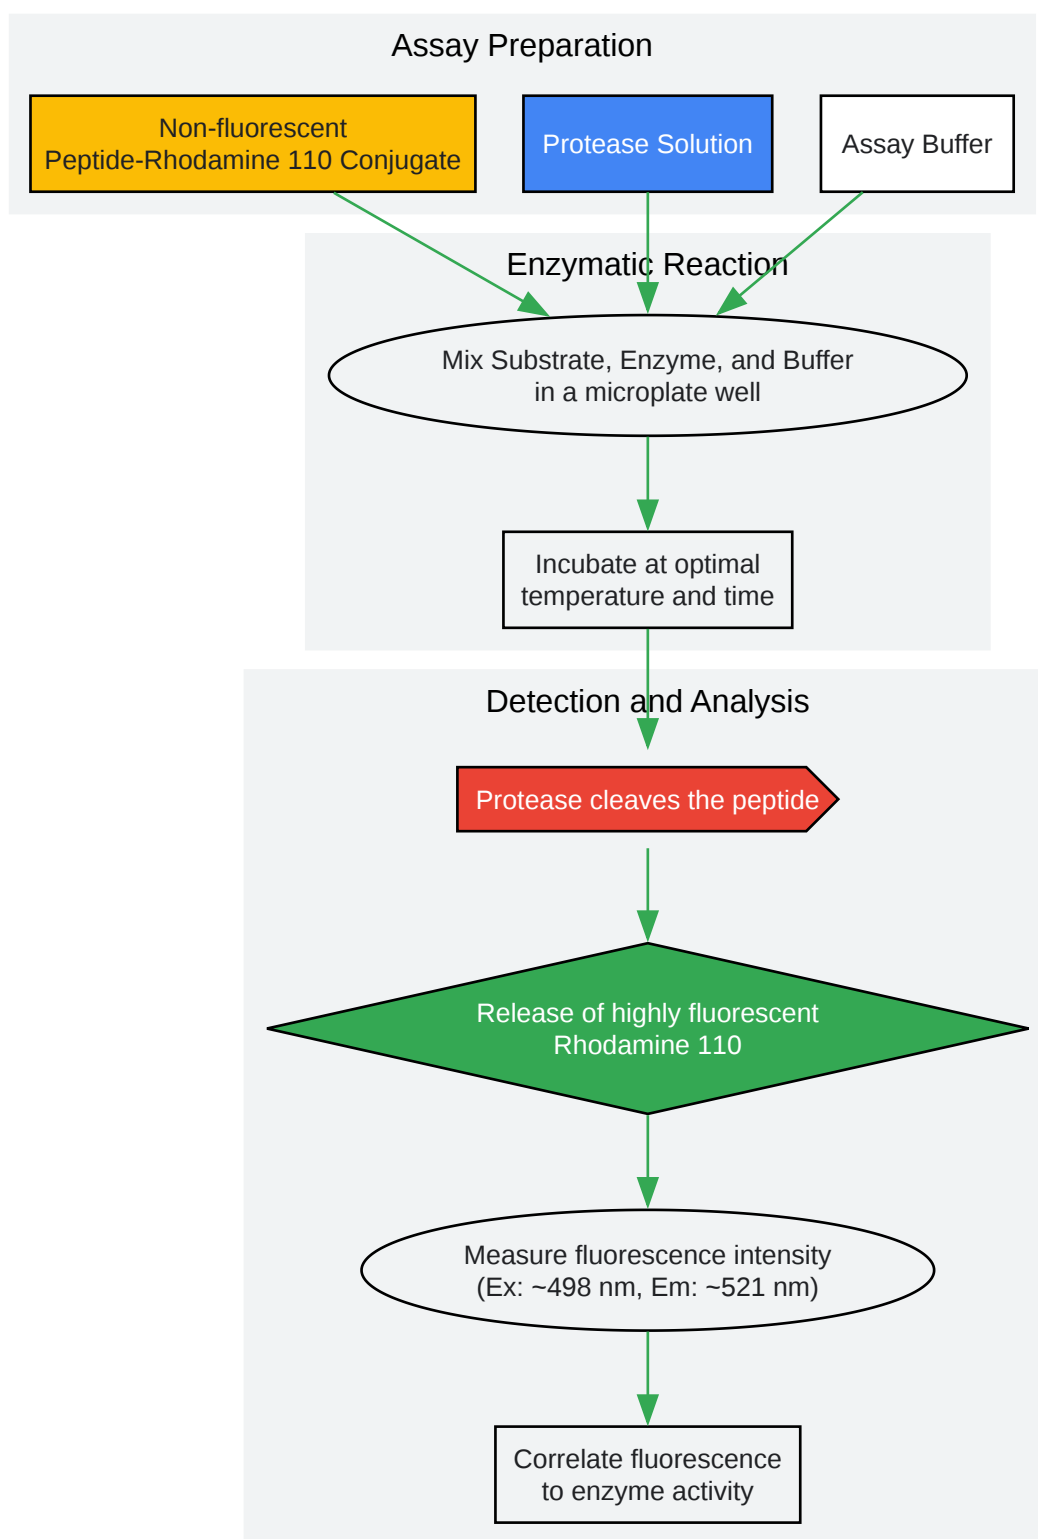 Assay Preparation
Non-fluorescent
Peptide-Rhodamine 110 Conjugate
Protease Solution
Assay Buffer
Enzymatic Reaction
Mix Substrate, Enzyme, and Buffer
in a microplate well
Incubate at optimal
temperature and time
Detection and Analysis
Protease cleaves the peptide
Release of highly fluorescent
Rhodamine 110
Measure fluorescence intensity
(Ex: ~498 nm, Em: ~521 nm)
Correlate fluorescence
to enzyme activity